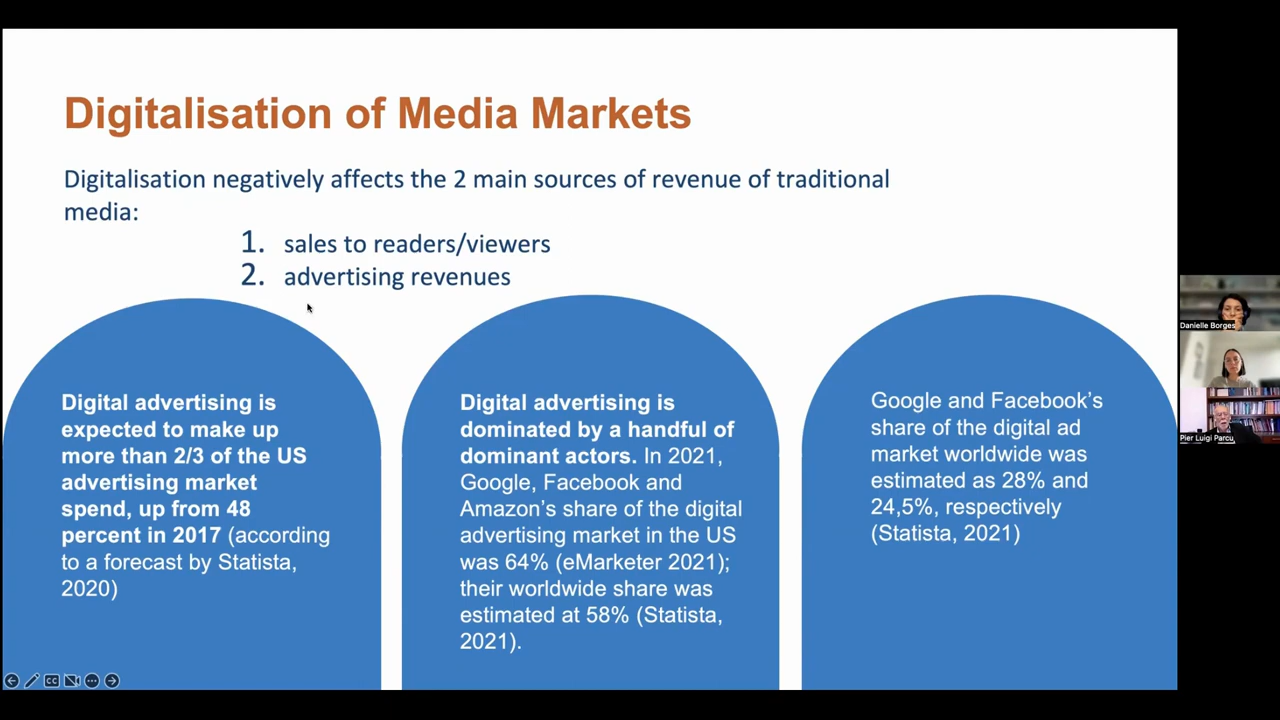 Digitalisation of Media Markets
Digitalisation negatively affects the 2 main sources of revenue of traditional
media:
1. sales to readers/viewers
2. advertising revenues
Digital advertising is
expected to make up
more than 2/3 of the US
advertising market
spend, up from 48
percent in 2017 (according
to a forecast by Statista,
2020)
Digital advertising is
dominated by a handful of
dominant actors. In 2021,
Google, Facebook and
Amazon's share of the digital
advertising market in the US
was 64% (eMarketer 2021);
their worldwide share was
estimated at 58% (Statista,
2021).
Google and Facebook's
share of the digital ad
market worldwide was
estimated as 28% and
24,5%, respectively
(Statista, 2021)
Danielle Borges
Pier Luigi Parcu
CC